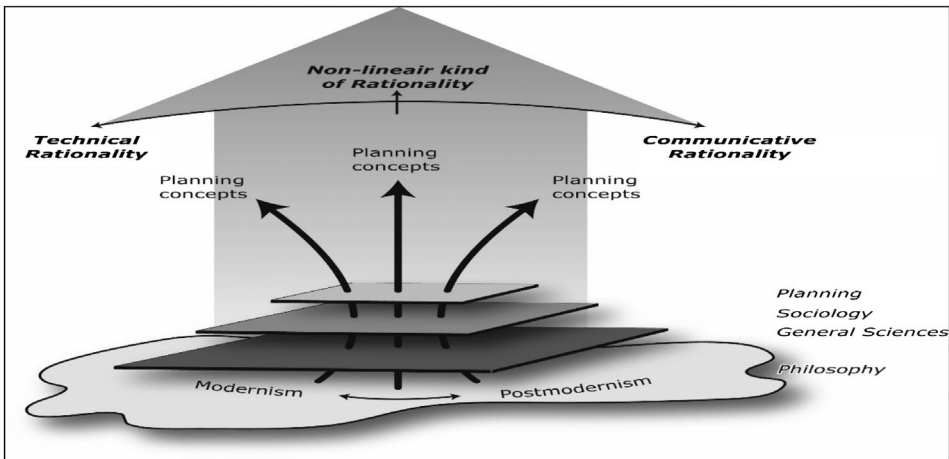 Non-lineair kind
of Rationality
Technical
Rationality
Communicative
Rationality
Planning
concepts
Planning
concepts
Planning
concepts
Planning
Sociology
General Sciences
Philosophy
Modernism
Postmodernism